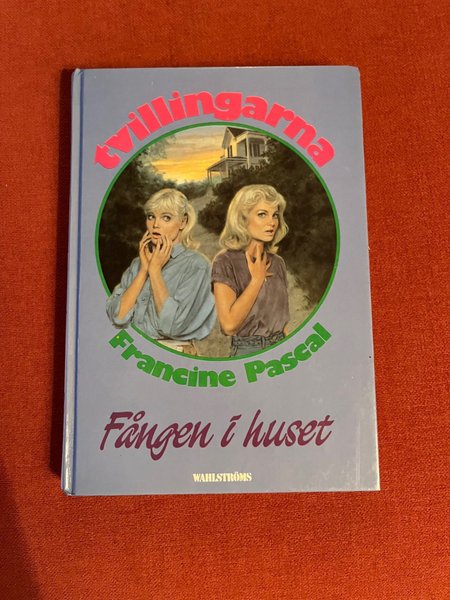 tvillingarna
Francine Pascal
Fången i huset
WAHLSTRÖMS